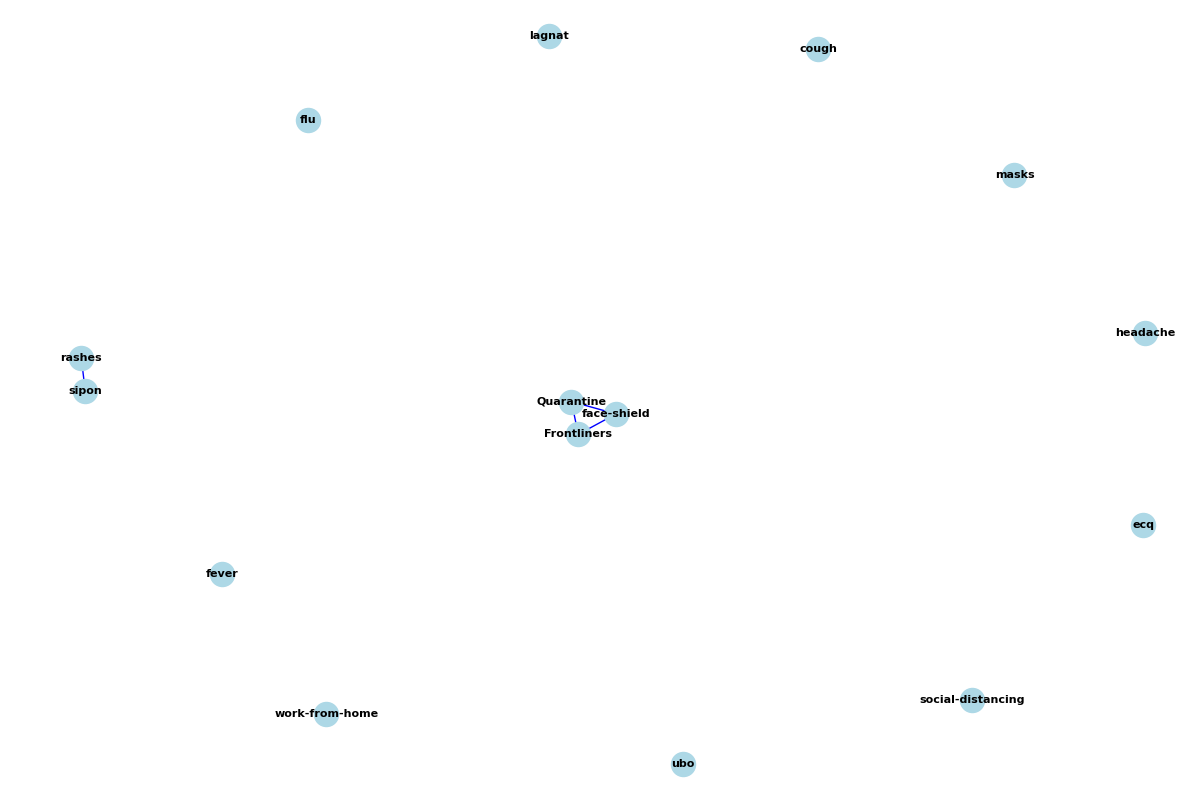 lagnat
cough
flu
masks
headache
rashes
sipon
Quarantine
face-shield
Frontliners
ecq
fever
social-distancing
work-from-home
ubo